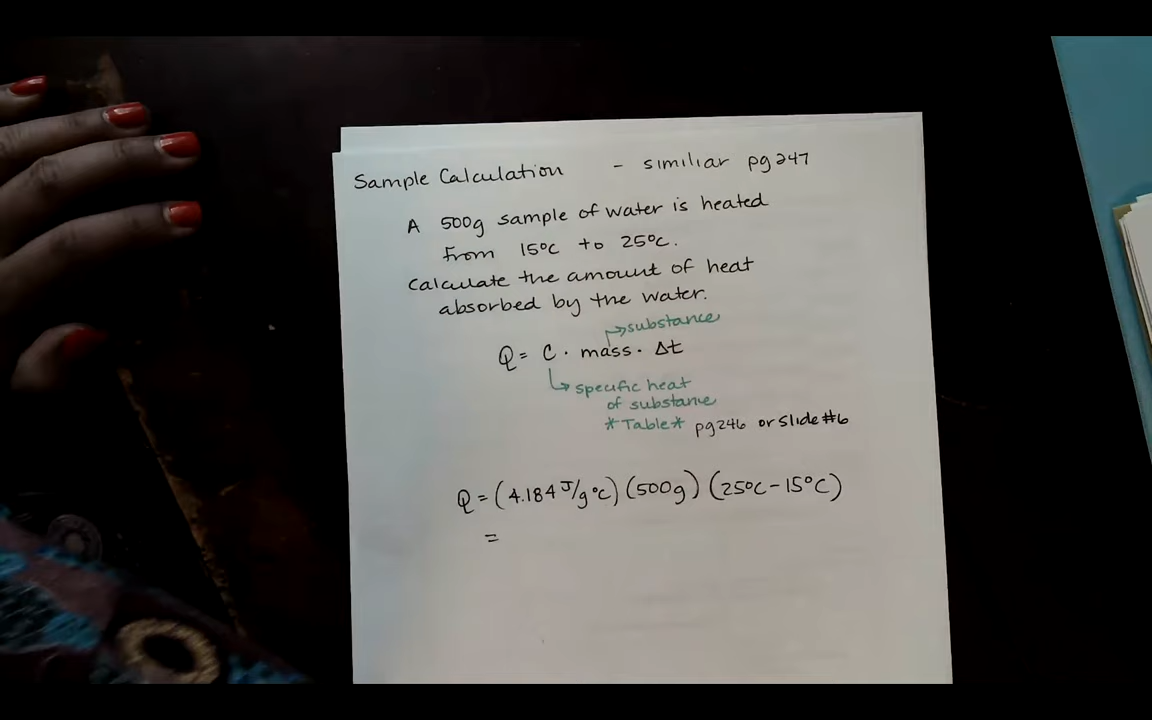 Sample Calculation - similiar pg 247
A 500g sample of water is heated
from 15°C to 25°C.
Calculate the amount of heat
absorbed by the water.
↱substance
Q = C · mass · Δt
↳ specific heat
of substance
*Table* pg246 or Slide #6
Q = (4.184 J/g°C) (500g) (25°C - 15°C)
=